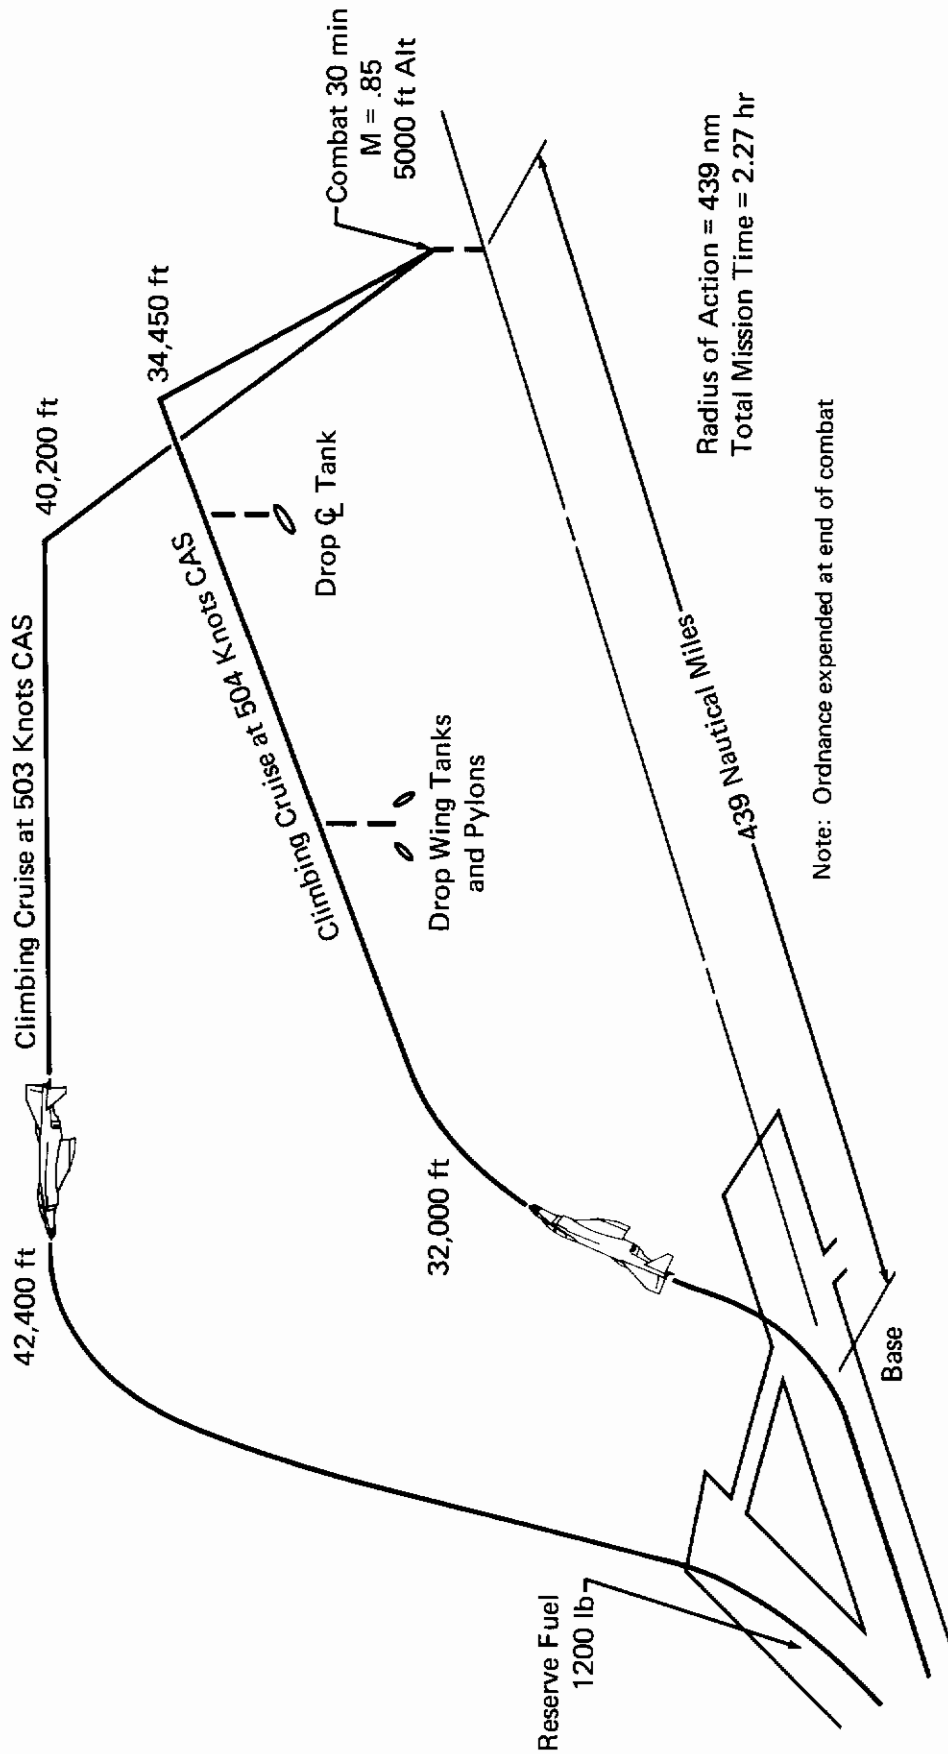 42,400 ft
Climbing Cruise at 503 Knots CAS
40,200 ft
34,450 ft
Combat 30 min
M = .85
5000 ft Alt
Climbing Cruise at 504 Knots CAS
Drop ℄ Tank
Drop Wing Tanks
and Pylons
32,000 ft
Reserve Fuel
1200 lb
Base
439 Nautical Miles
Radius of Action = 439 nm
Total Mission Time = 2.27 hr
Note: Ordnance expended at end of combat